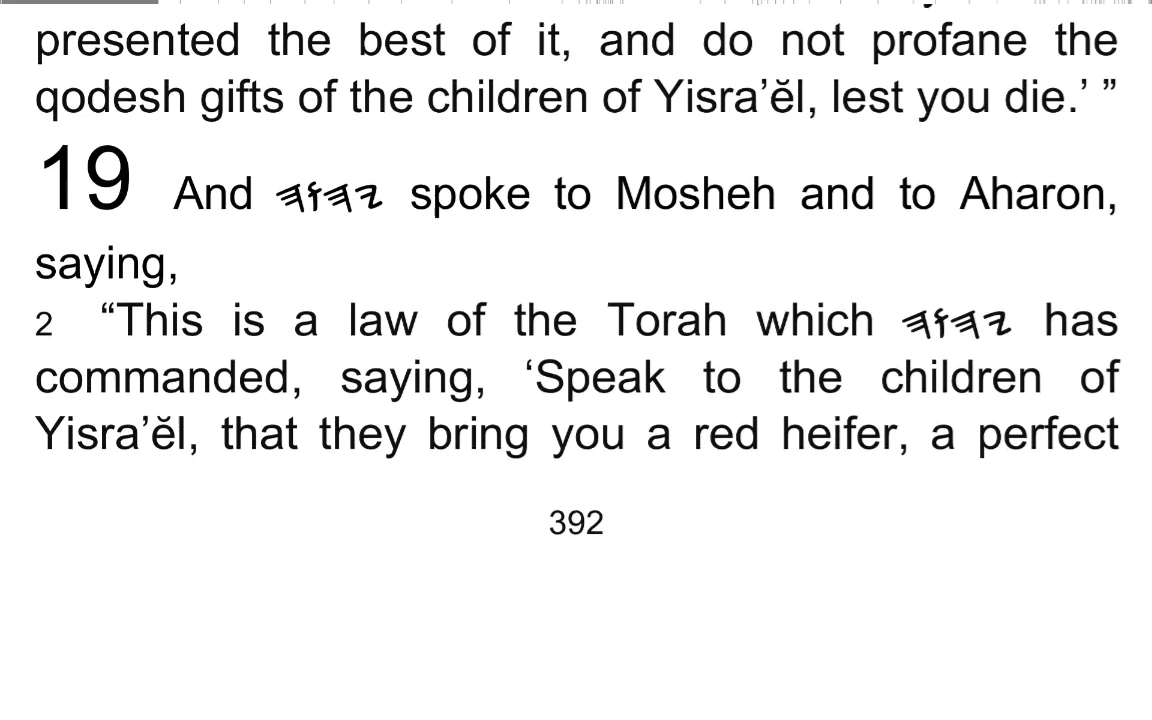 presented the best of it, and do not profane the
qodesh gifts of the children of Yisra’ĕl, lest you die.’ ”
19 And 𐤉𐤄𐤅𐤄 spoke to Mosheh and to Aharon,
saying,
2 “This is a law of the Torah which 𐤉𐤄𐤅𐤄 has
commanded, saying, ‘Speak to the children of
Yisra’ĕl, that they bring you a red heifer, a perfect
392